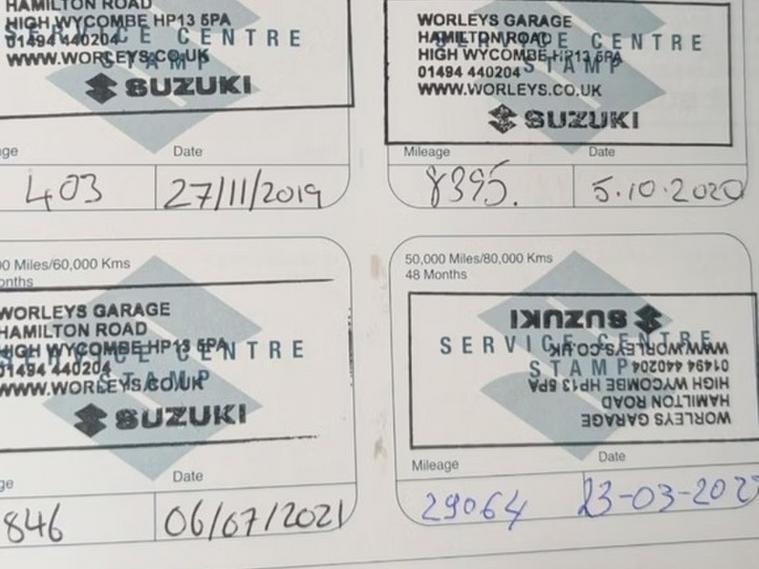 HAMILTON ROAD
HIGH WYCOMBE HP13 5PA
01494 440204
WWW.WORLEYS.CO.UK
SERVICE CENTRE
STAMP
SUZUKI
Date
403
27/11/2019
WORLEYS GARAGE
HAMILTON ROAD
HIGH WYCOMBE HP13 5PA
01494 440204
WWW.WORLEYS.CO.UK
SERVICE CENTRE
STAMP
SUZUKI
Mileage
Date
8395.
5.10.2020
0 Miles/60,000 Kms
WORLEYS GARAGE
HAMILTON ROAD
HIGH WYCOMBE HP13 5PA
01494 440204
WWW.WORLEYS.CO.UK
SERVICE CENTRE
STAMP
SUZUKI
Date
846
06/07/2021
50,000 Miles/80,000 Kms
48 Months
WORLEYS GARAGE
HAMILTON ROAD
HIGH WYCOMBE HP13 5PA
01494 440204
WWW.WORLEYS.CO.UK
SUZUKI
SERVICE CENTRE
STAMP
Mileage
Date
29064